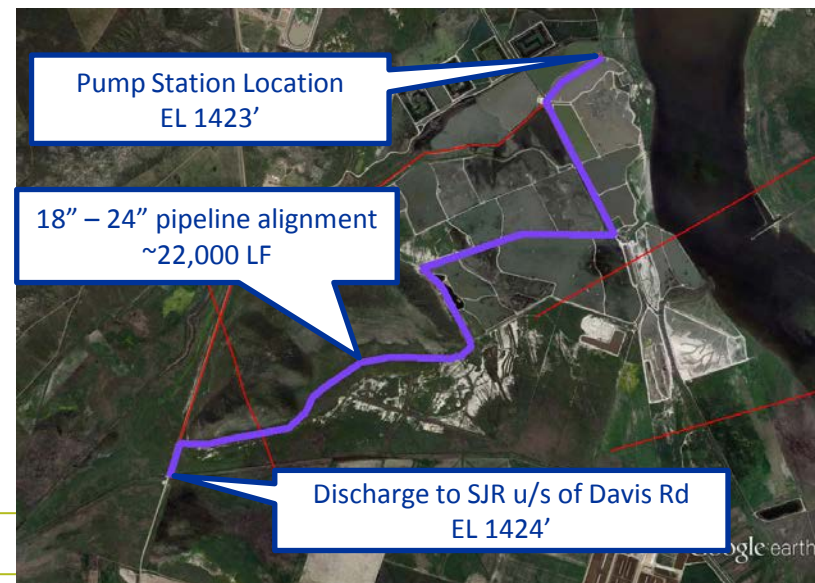 Pump Station Location
EL 1423’
18” – 24” pipeline alignment
~22,000 LF
Discharge to SJR u/s of Davis Rd
EL 1424’
Google earth